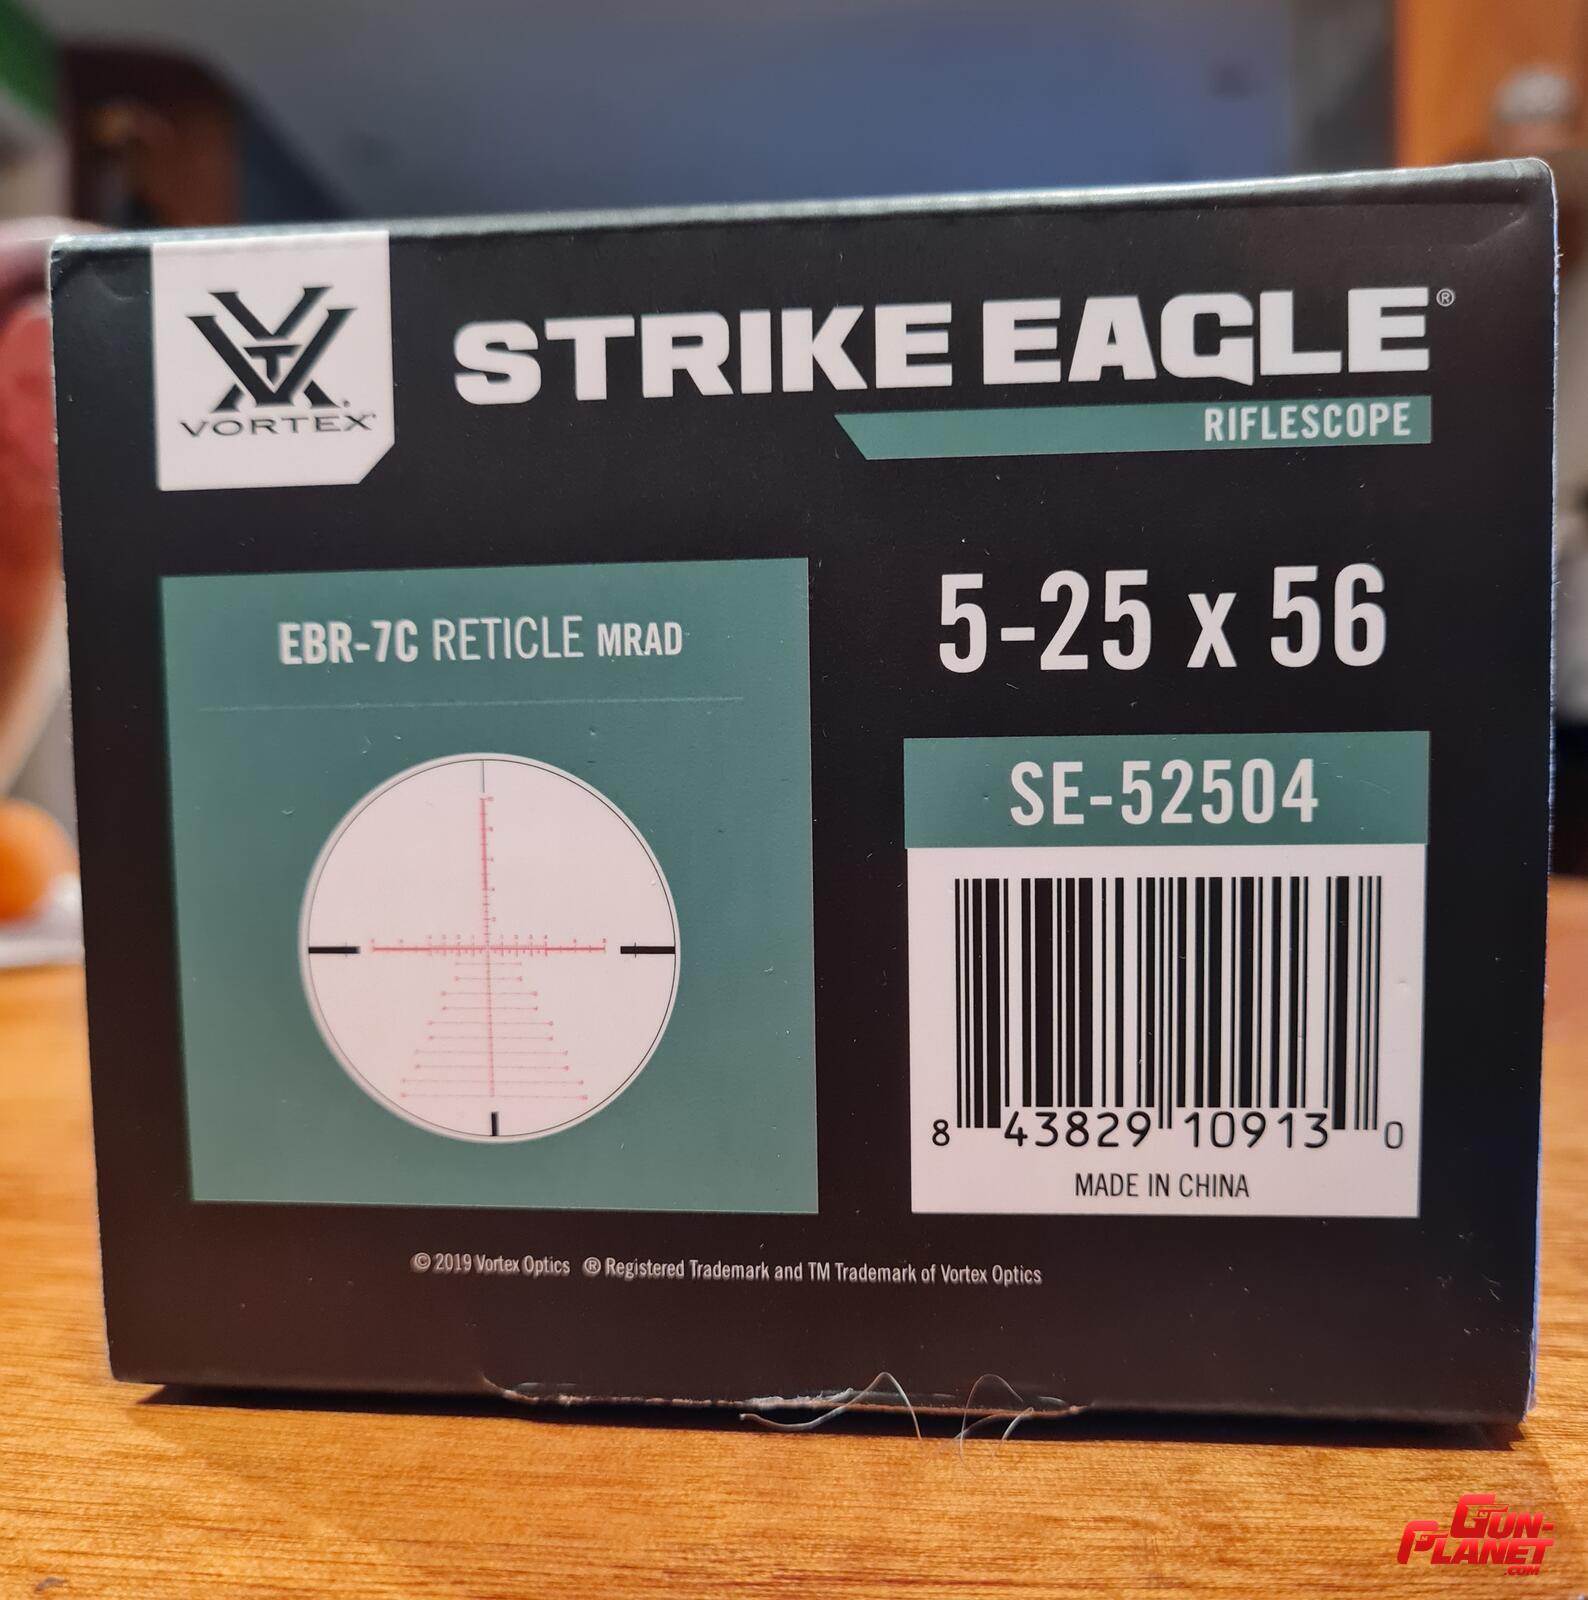 VORTEX®
STRIKE EAGLE®
RIFLESCOPE
EBR-7C RETICLE MRAD
5-25 x 56
SE-52504
8 43829 10913 0
MADE IN CHINA
© 2019 Vortex Optics ® Registered Trademark and TM Trademark of Vortex Optics
GUN-
PLANET
.COM